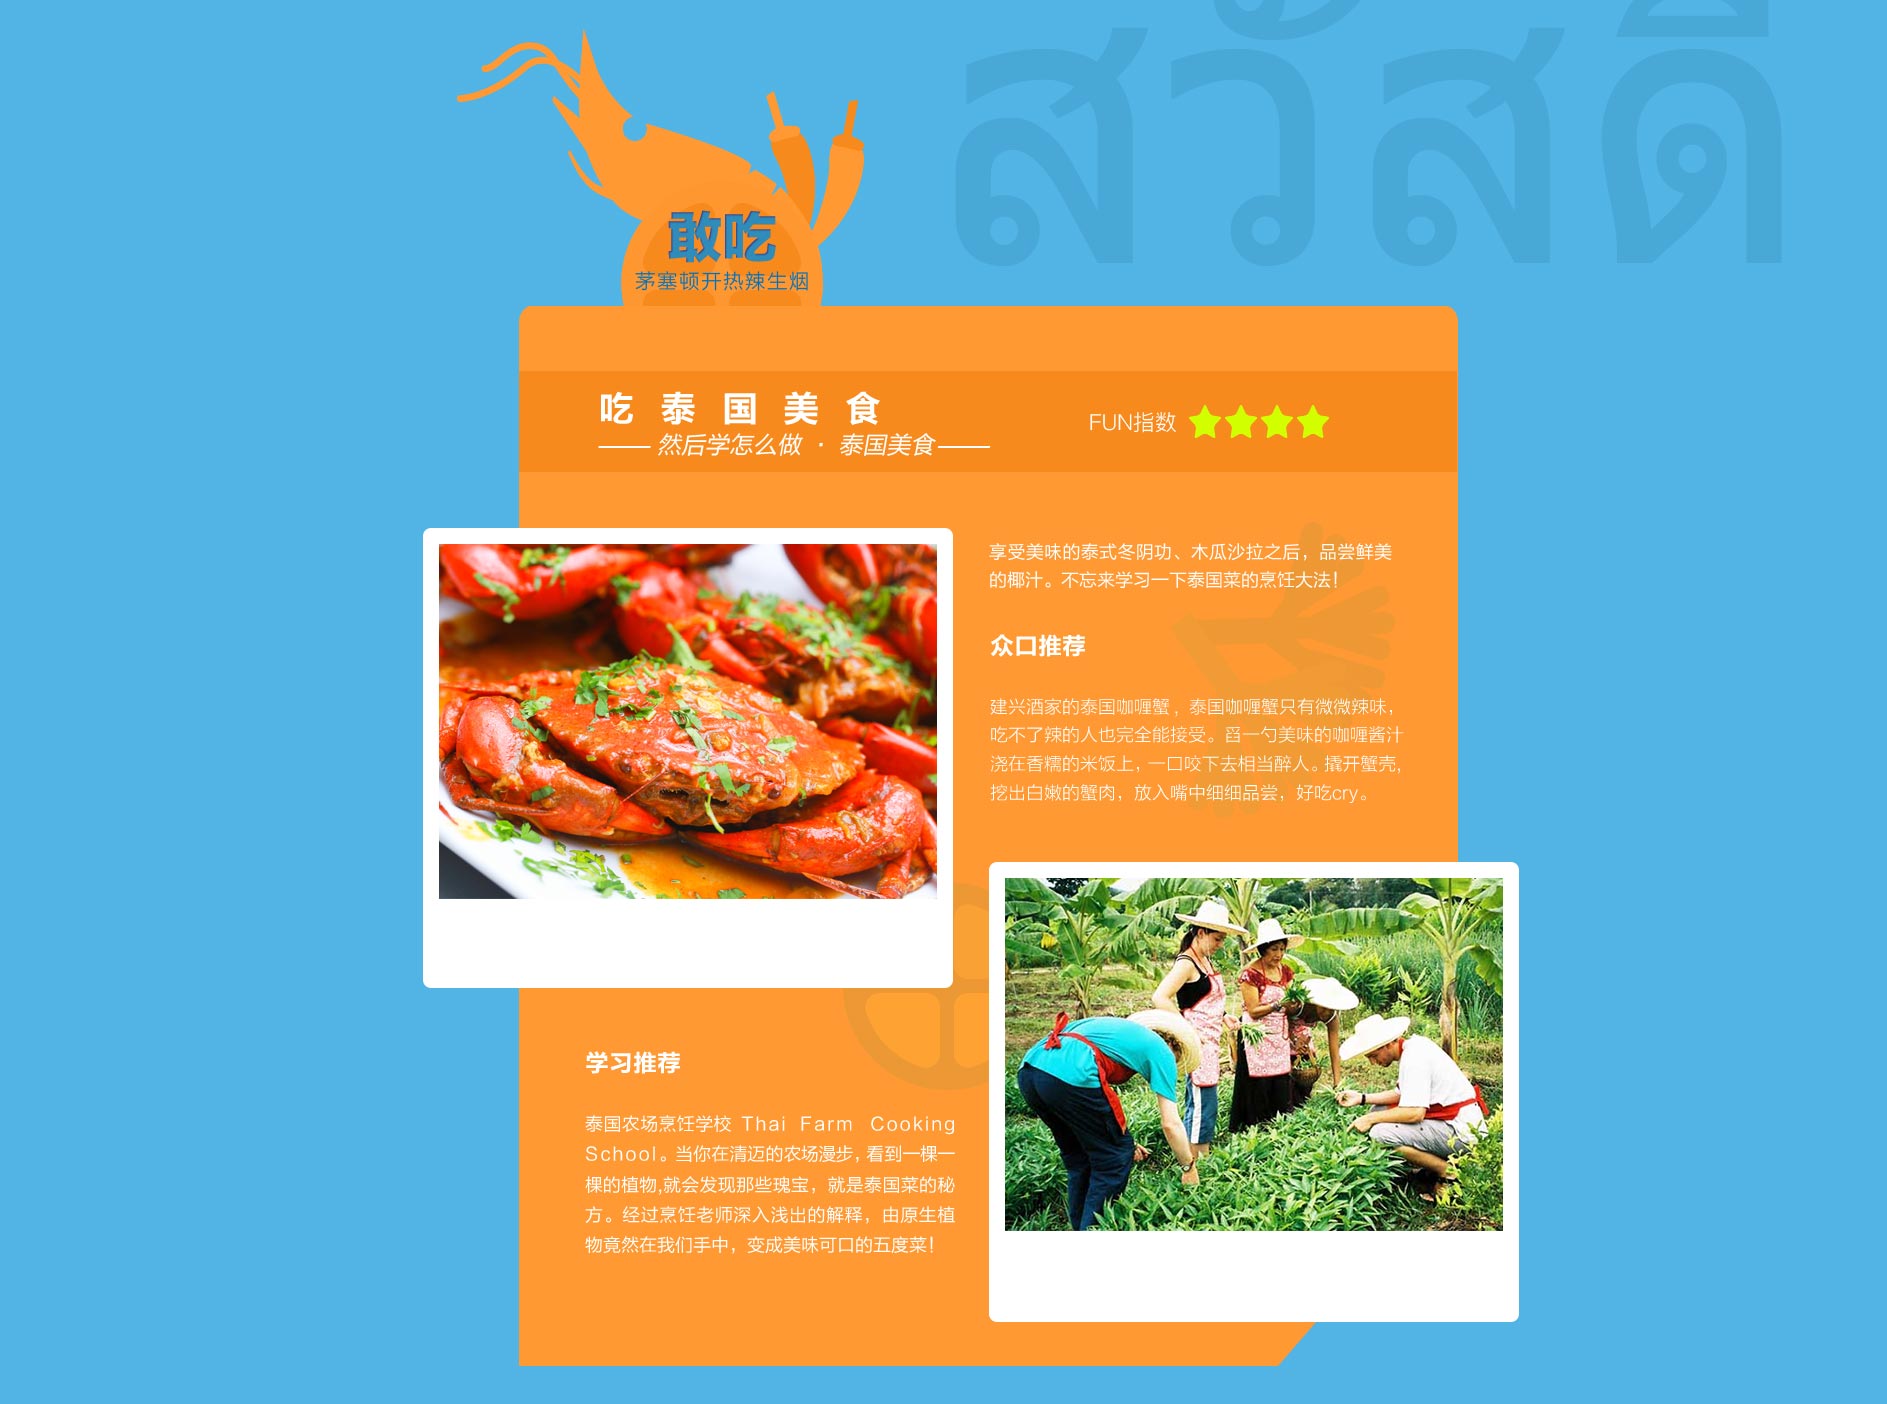 สวัสดี
敢吃
茅塞顿开热辣生烟
吃泰国美食
然后学怎么做 · 泰国美食
FUN指数
享受美味的泰式冬阴功、木瓜沙拉之后，品尝鲜美
的椰汁。不忘来学习一下泰国菜的烹饪大法！
众口推荐
建兴酒家的泰国咖喱蟹，泰国咖喱蟹只有微微辣味，
吃不了辣的人也完全能接受。舀一勺美味的咖喱酱汁
浇在香糯的米饭上，一口咬下去相当醉人。撬开蟹壳，
挖出白嫩的蟹肉，放入嘴中细细品尝，好吃cry。
学习推荐
泰国农场烹饪学校 Thai Farm Cooking
School。当你在清迈的农场漫步，看到一棵一
棵的植物,就会发现那些瑰宝，就是泰国菜的秘
方。经过烹饪老师深入浅出的解释，由原生植
物竟然在我们手中，变成美味可口的五度菜！